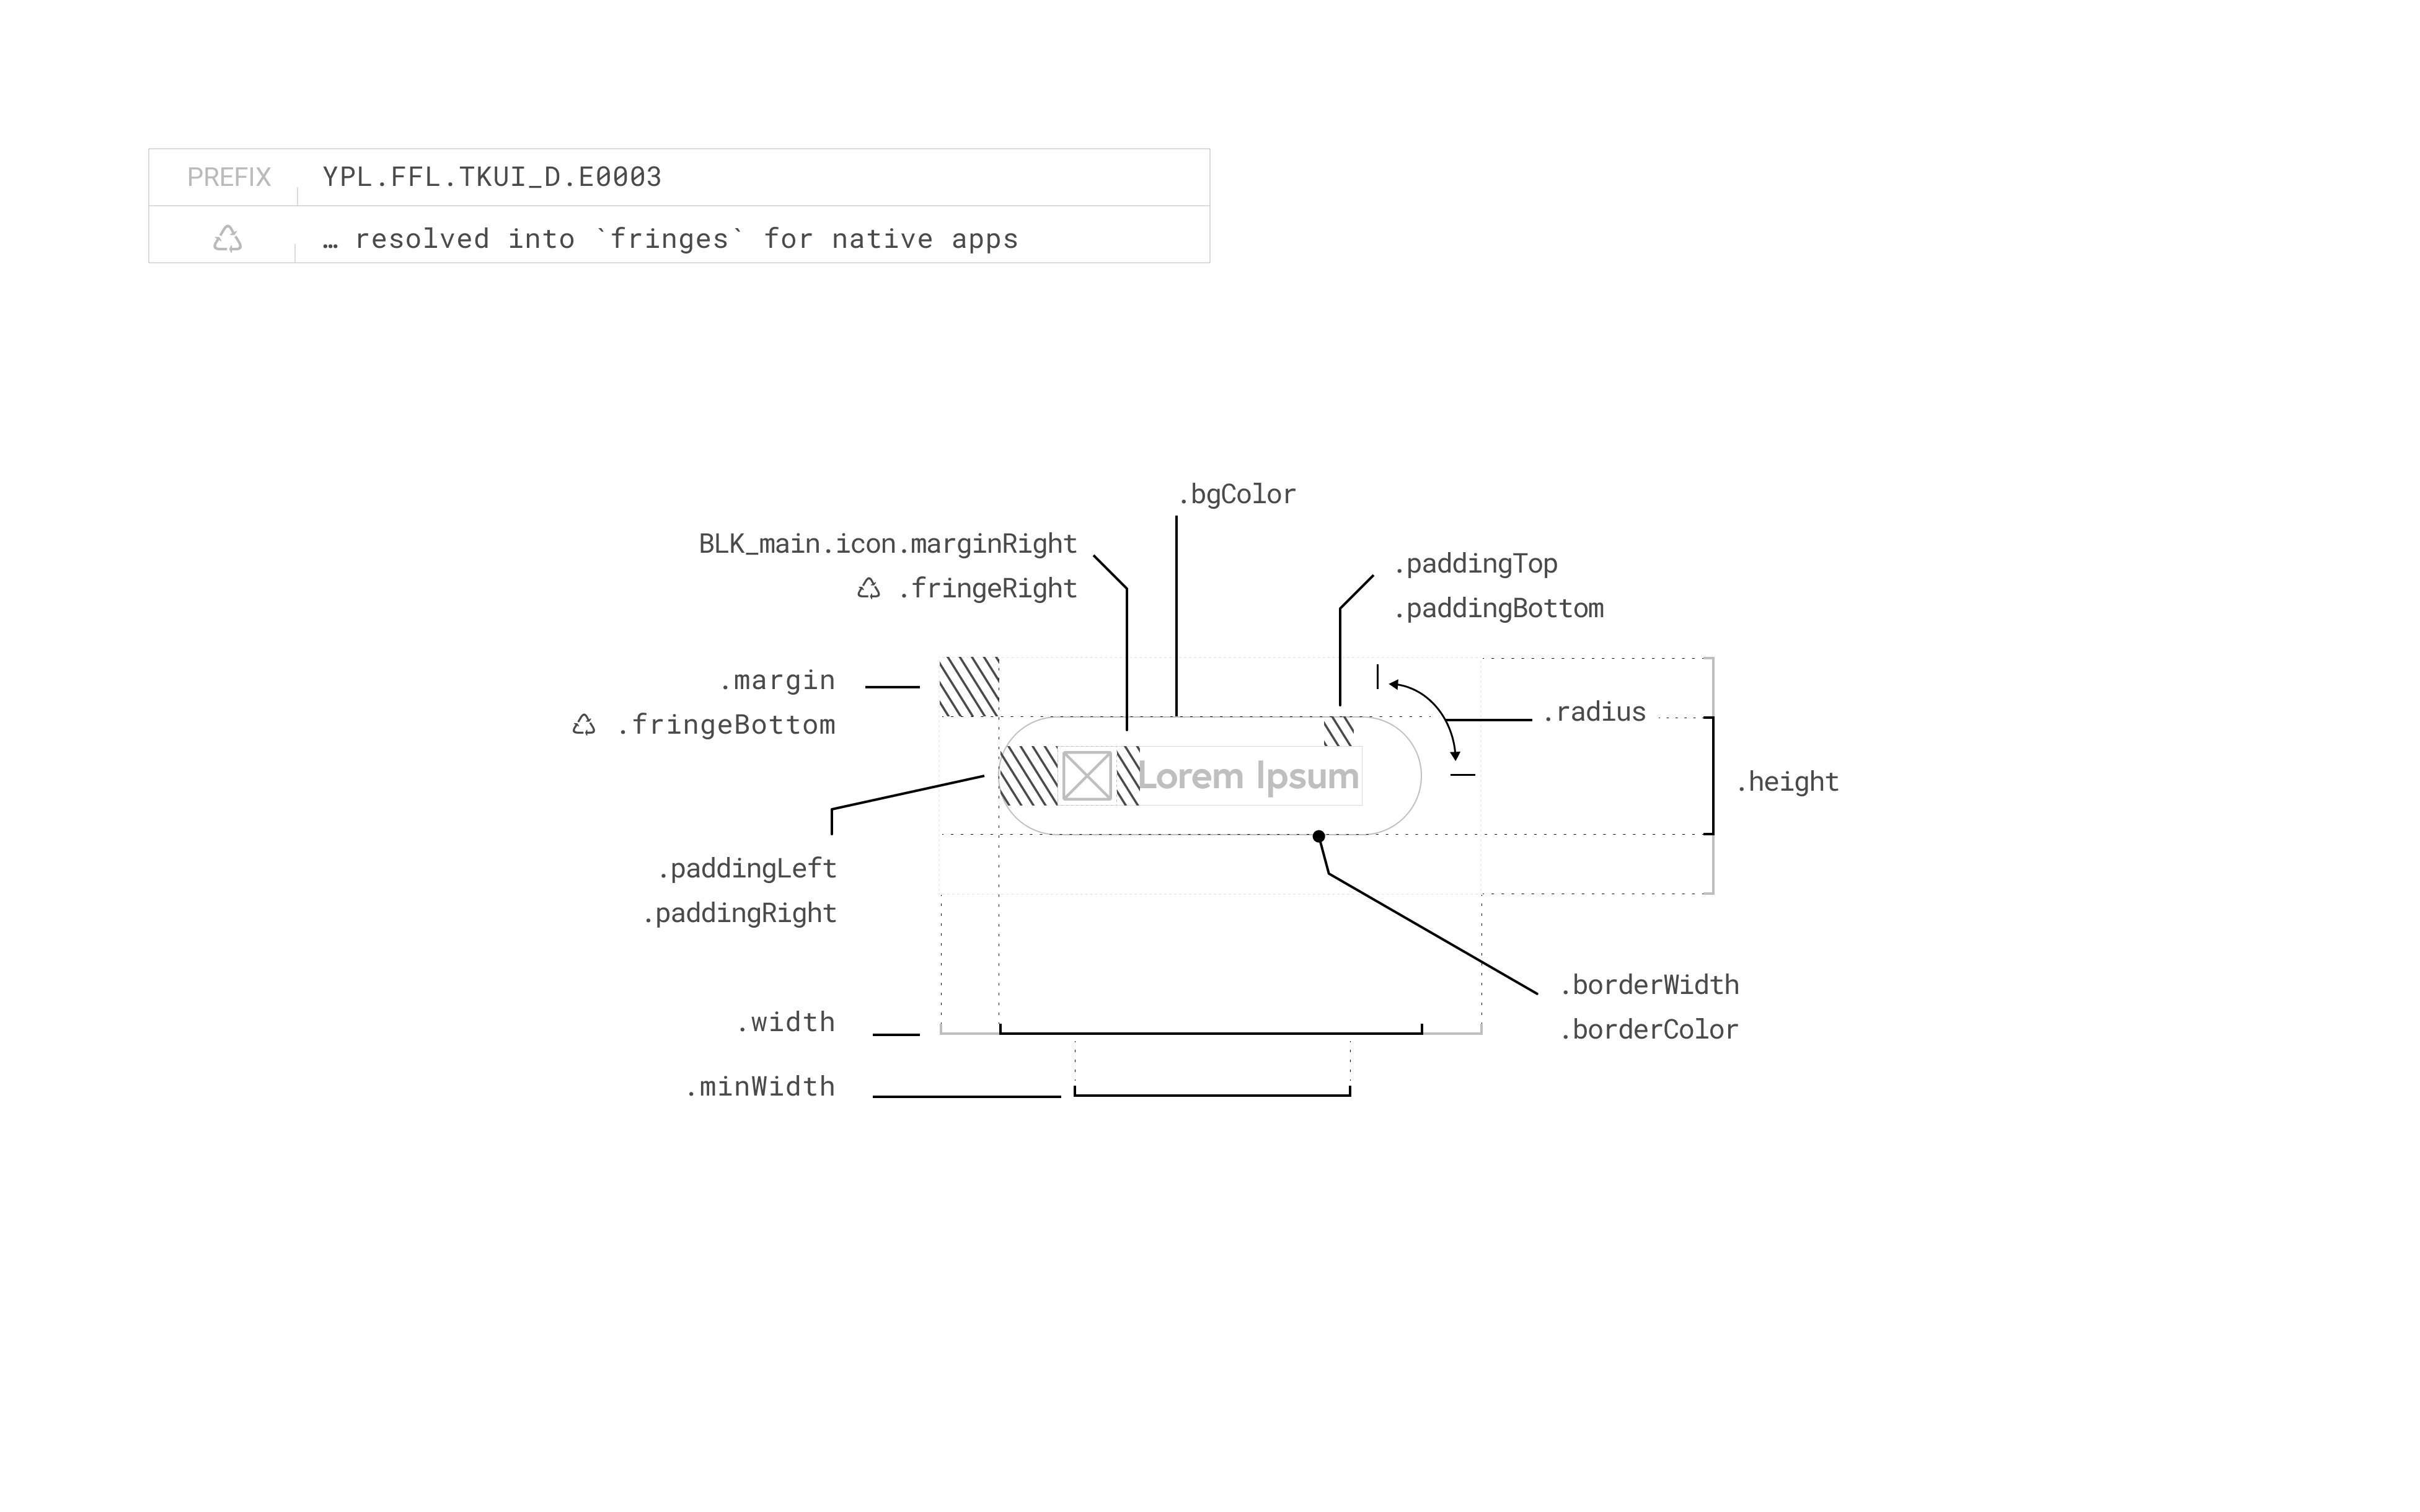 PREFIX YPL.FFL.TKUI_D.E0003
♺ … resolved into `fringes` for native apps
.bgColor
BLK_main.icon.marginRight
♺ .fringeRight
.paddingTop
.paddingBottom
.margin
♺ .fringeBottom
.radius
Lorem Ipsum
.height
.paddingLeft
.paddingRight
.borderWidth
.borderColor
.width
.minWidth